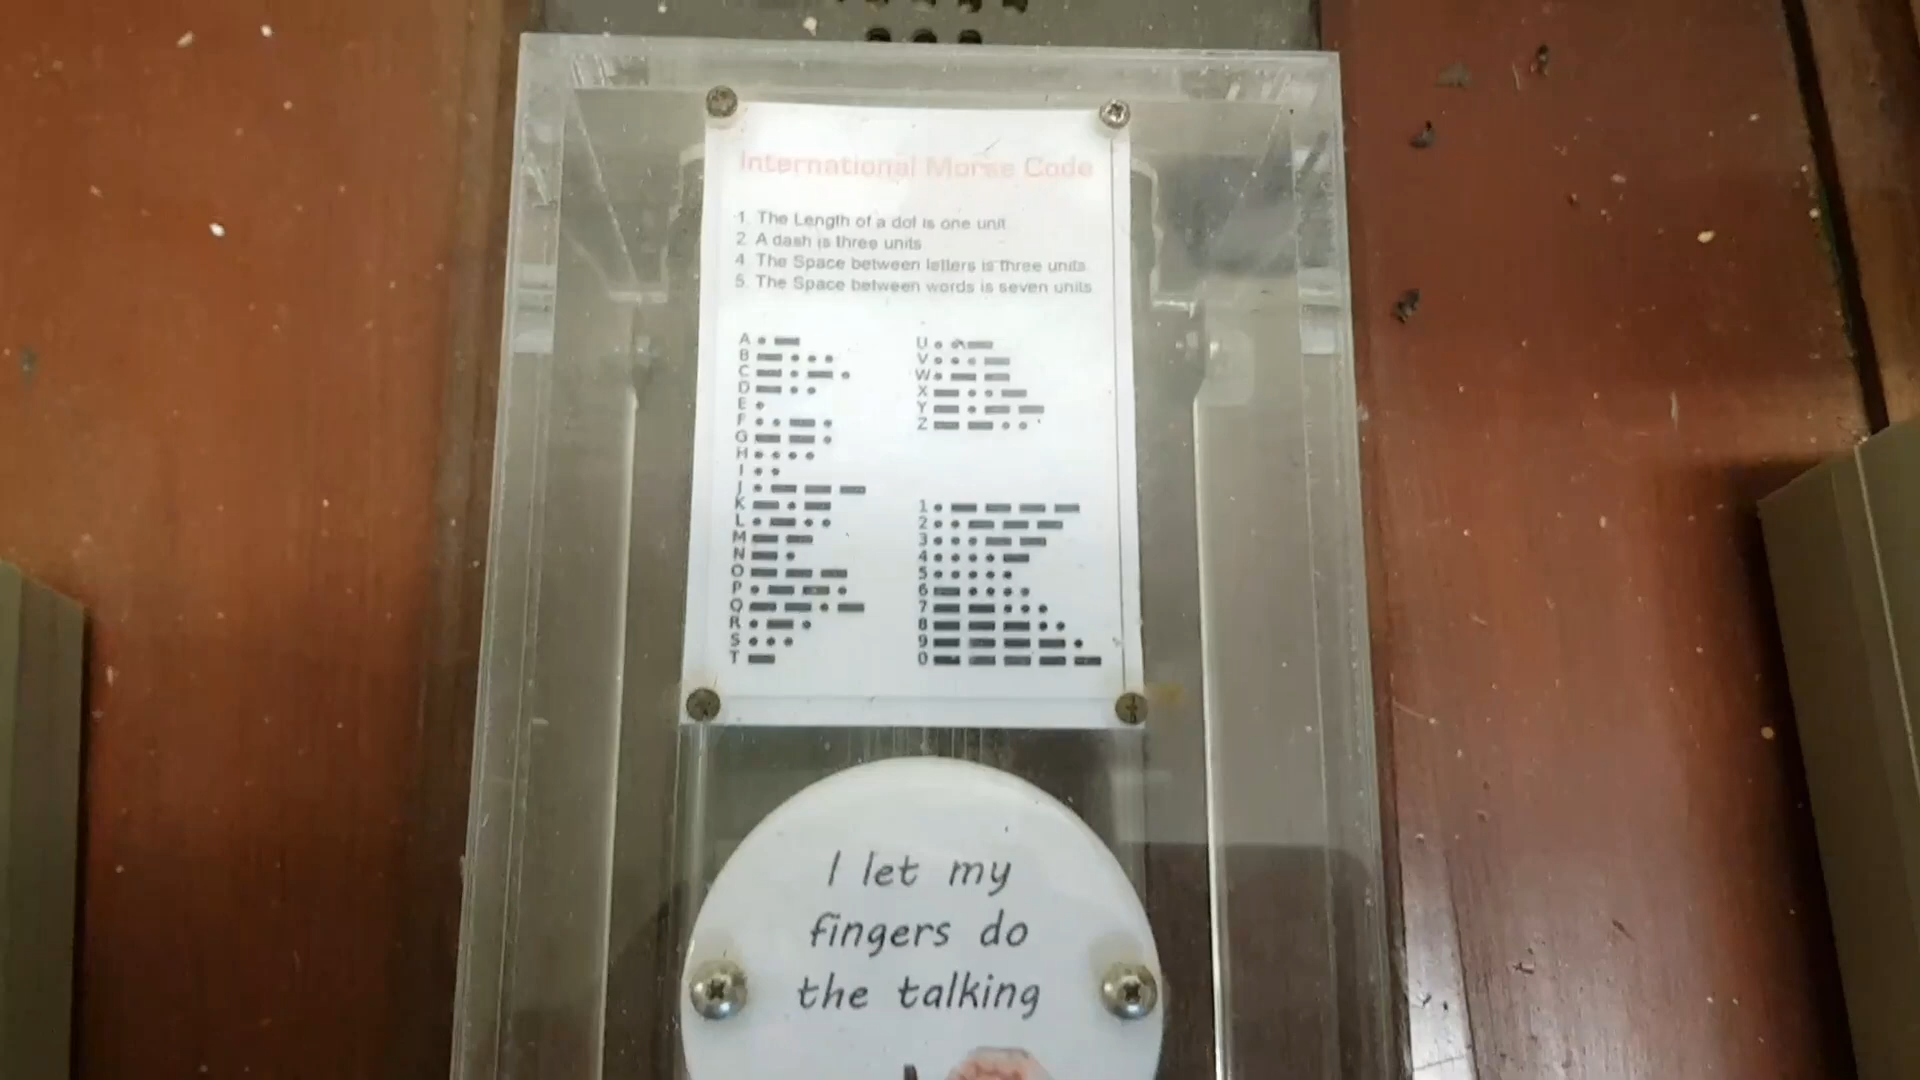 International Morse Code
1. The Length of a dot is one unit
2. A dash is three units
4. The Space between letters is three units
5. The Space between words is seven units
A • —
B — • • •
C — • — •
D — • •
E •
F • • — •
G — — •
H • • • •
I • •
J • — — —
K — • —
L • — • •
M — —
N — •
O — — —
P • — — •
Q — — • —
R • — •
S • • •
T —
U • • —
V • • • —
W • — —
X — • • —
Y — • — —
Z — — • •
1 • — — — —
2 • • — — —
3 • • • — —
4 • • • • —
5 • • • • •
6 — • • • •
7 — — • • •
8 — — — • •
9 — — — — •
0 — — — — —
I let my
fingers do
the talking